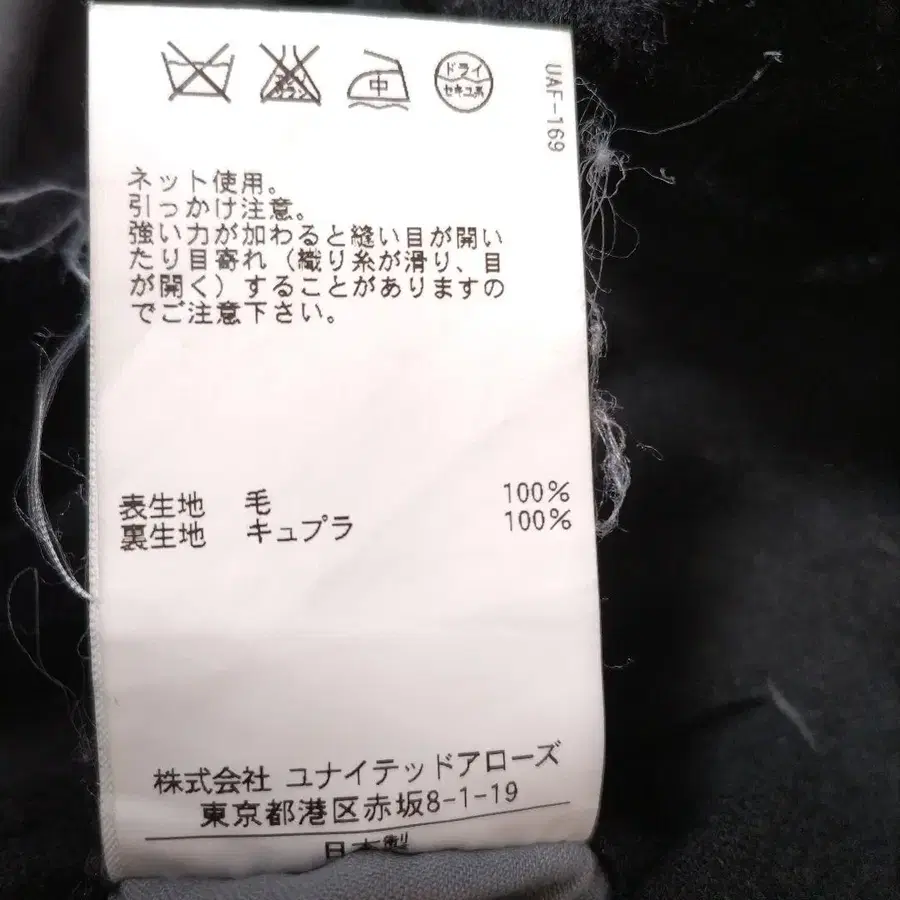 中
ドライ
セキユ系
UAF-169
ネット使用。
引っかけ注意。
強い力が加わると縫い目が開い
たり目寄れ（織り糸が滑り、目
が開く）することがありますの
でご注意下さい。
表生地 毛 100%
裏生地 キュプラ 100%
株式会社 ユナイテッドアローズ
東京都港区赤坂8-1-19
日本製